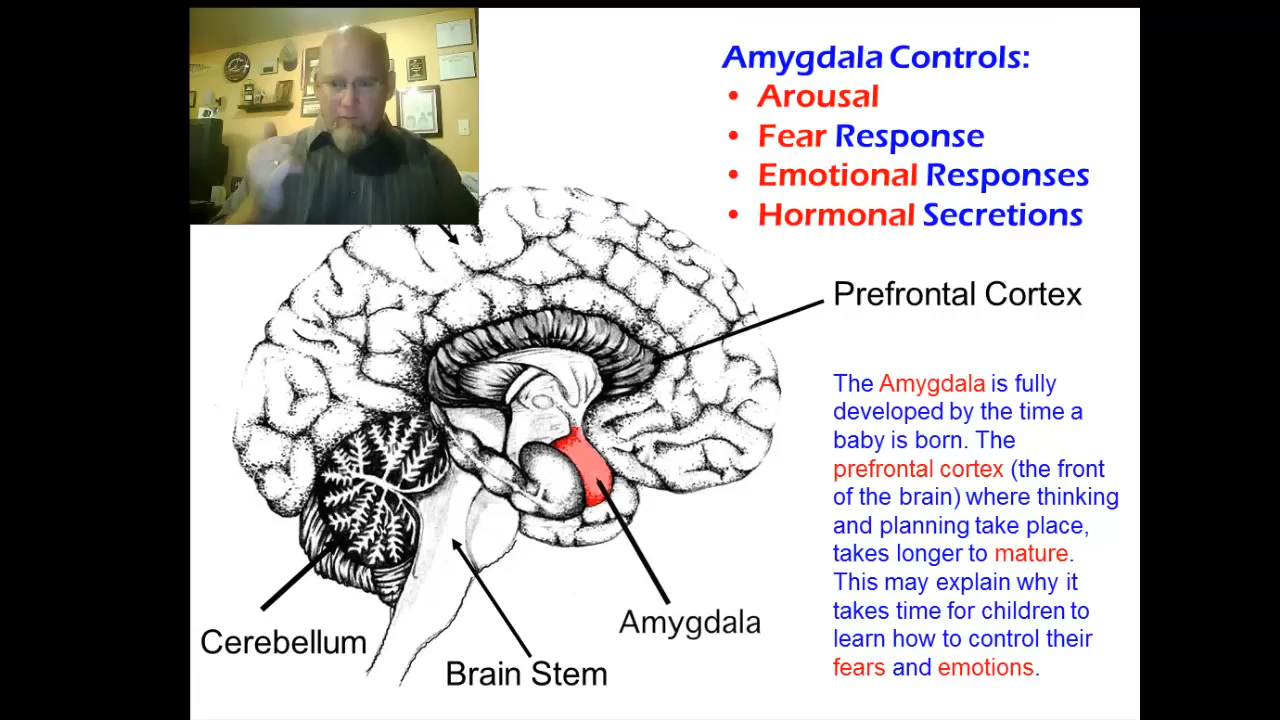 Amygdala Controls:
• Arousal
• Fear Response
• Emotional Responses
• Hormonal Secretions
Prefrontal Cortex
The Amygdala is fully
developed by the time a
baby is born. The
prefrontal cortex (the front
of the brain) where thinking
and planning take place,
takes longer to mature.
This may explain why it
takes time for children to
learn how to control their
fears and emotions.
Amygdala
Cerebellum
Brain Stem